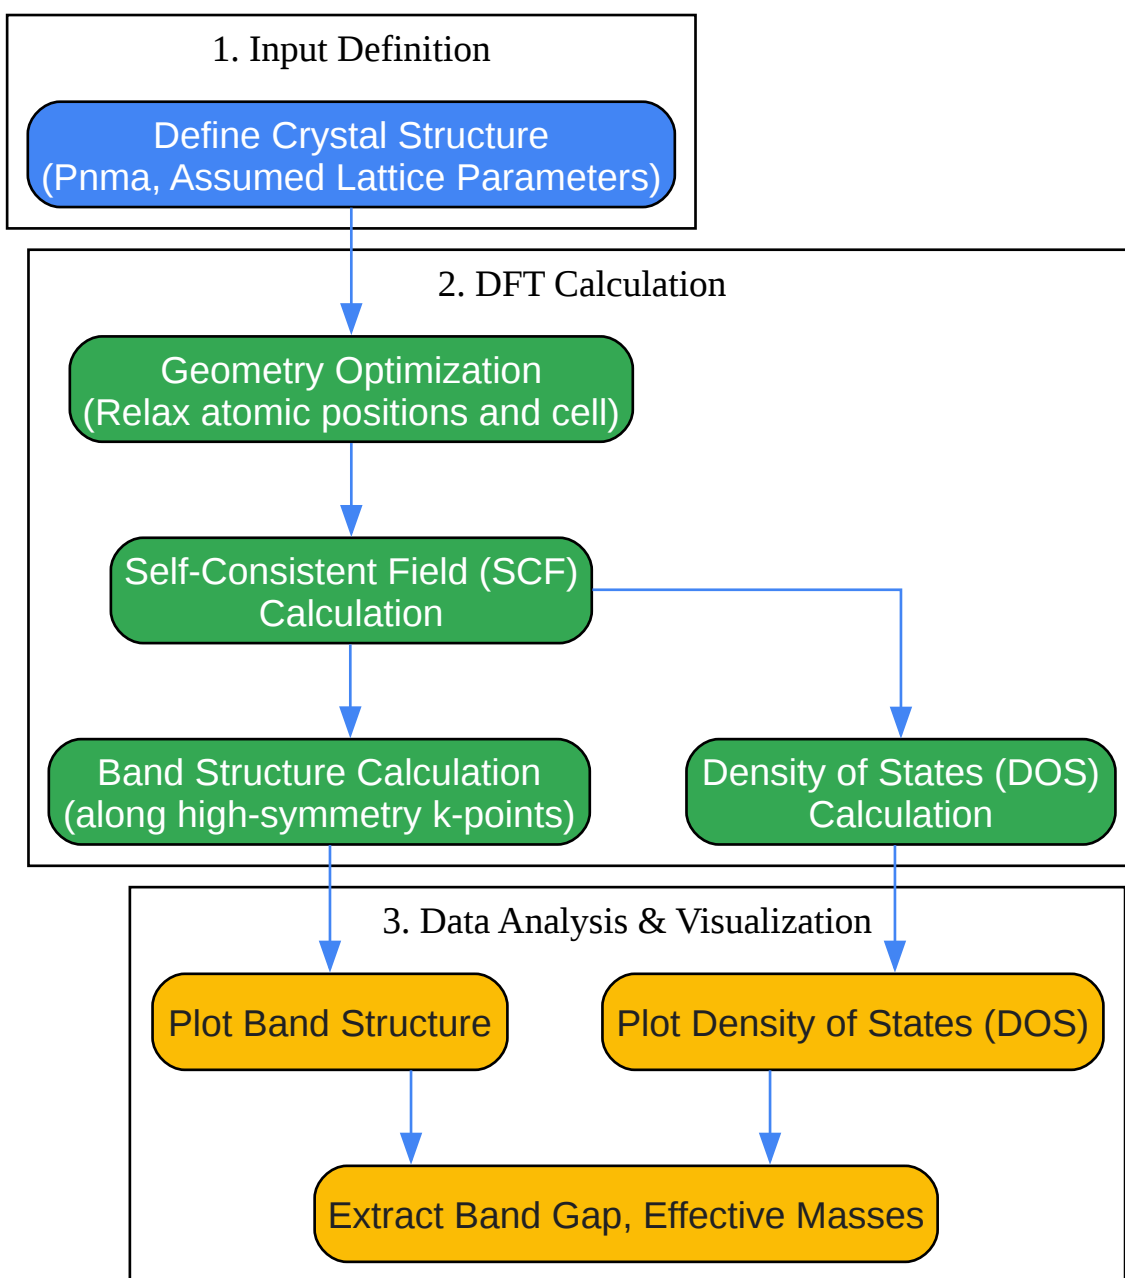 1. Input Definition
Define Crystal Structure
(Pnma, Assumed Lattice Parameters)
2. DFT Calculation
Geometry Optimization
(Relax atomic positions and cell)
Self-Consistent Field (SCF)
Calculation
Band Structure Calculation
(along high-symmetry k-points)
Density of States (DOS)
Calculation
3. Data Analysis & Visualization
Plot Band Structure
Plot Density of States (DOS)
Extract Band Gap, Effective Masses